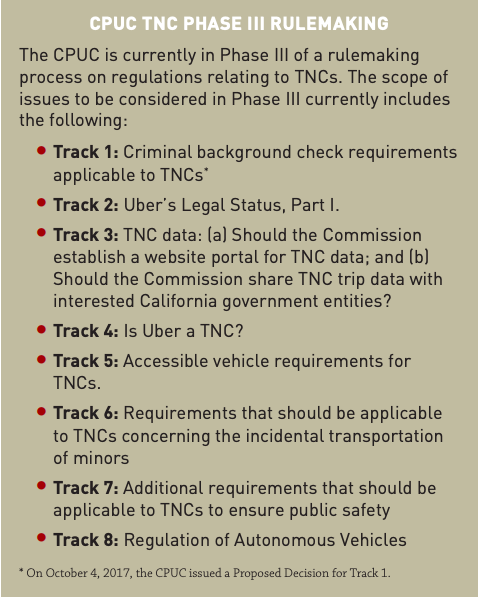 CPUC TNC PHASE III RULEMAKING
The CPUC is currently in Phase III of a rulemaking
process on regulations relating to TNCs. The scope of
issues to be considered in Phase III currently includes
the following:
• Track 1: Criminal background check requirements
applicable to TNCs*
• Track 2: Uber's Legal Status, Part I.
• Track 3: TNC data: (a) Should the Commission
establish a website portal for TNC data; and (b)
Should the Commission share TNC trip data with
interested California government entities?
• Track 4: Is Uber a TNC?
• Track 5: Accessible vehicle requirements for
TNCs.
• Track 6: Requirements that should be applicable
to TNCs concerning the incidental transportation
of minors
• Track 7: Additional requirements that should be
applicable to TNCs to ensure public safety
• Track 8: Regulation of Autonomous Vehicles
* On October 4, 2017, the CPUC issued a Proposed Decision for Track 1.